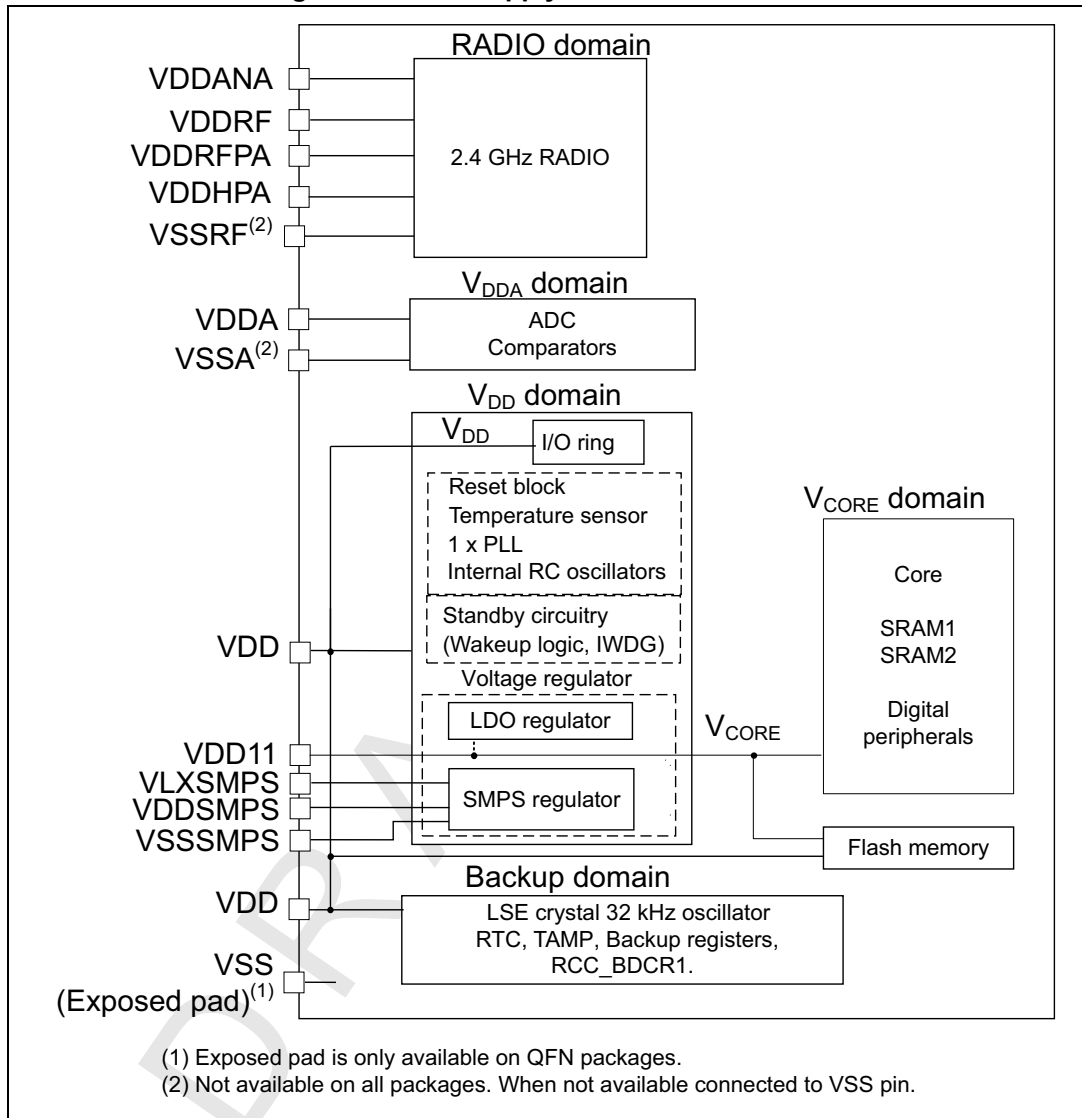 RADIO domain
VDDANA
VDDRF
VDDRFPA
VDDHPA
VSSRF(2)
2.4 GHz RADIO
VDDA domain
VDDA
VSSA(2)
ADC
Comparators
VDD domain
VDD
I/O ring
Reset block
Temperature sensor
1 x PLL
Internal RC oscillators
Standby circuitry
(Wakeup logic, IWDG)
VDD
Voltage regulator
LDO regulator
VCORE
VDD11
VLXSMPS
VDDSMPS
VSSSMPS
SMPS regulator
VCORE domain
Core
SRAM1
SRAM2
Digital
peripherals
Flash memory
Backup domain
VDD
LSE crystal 32 kHz oscillator
RTC, TAMP, Backup registers,
RCC_BDCR1.
VSS
(Exposed pad)(1)
(1) Exposed pad is only available on QFN packages.
(2) Not available on all packages. When not available connected to VSS pin.
DRA